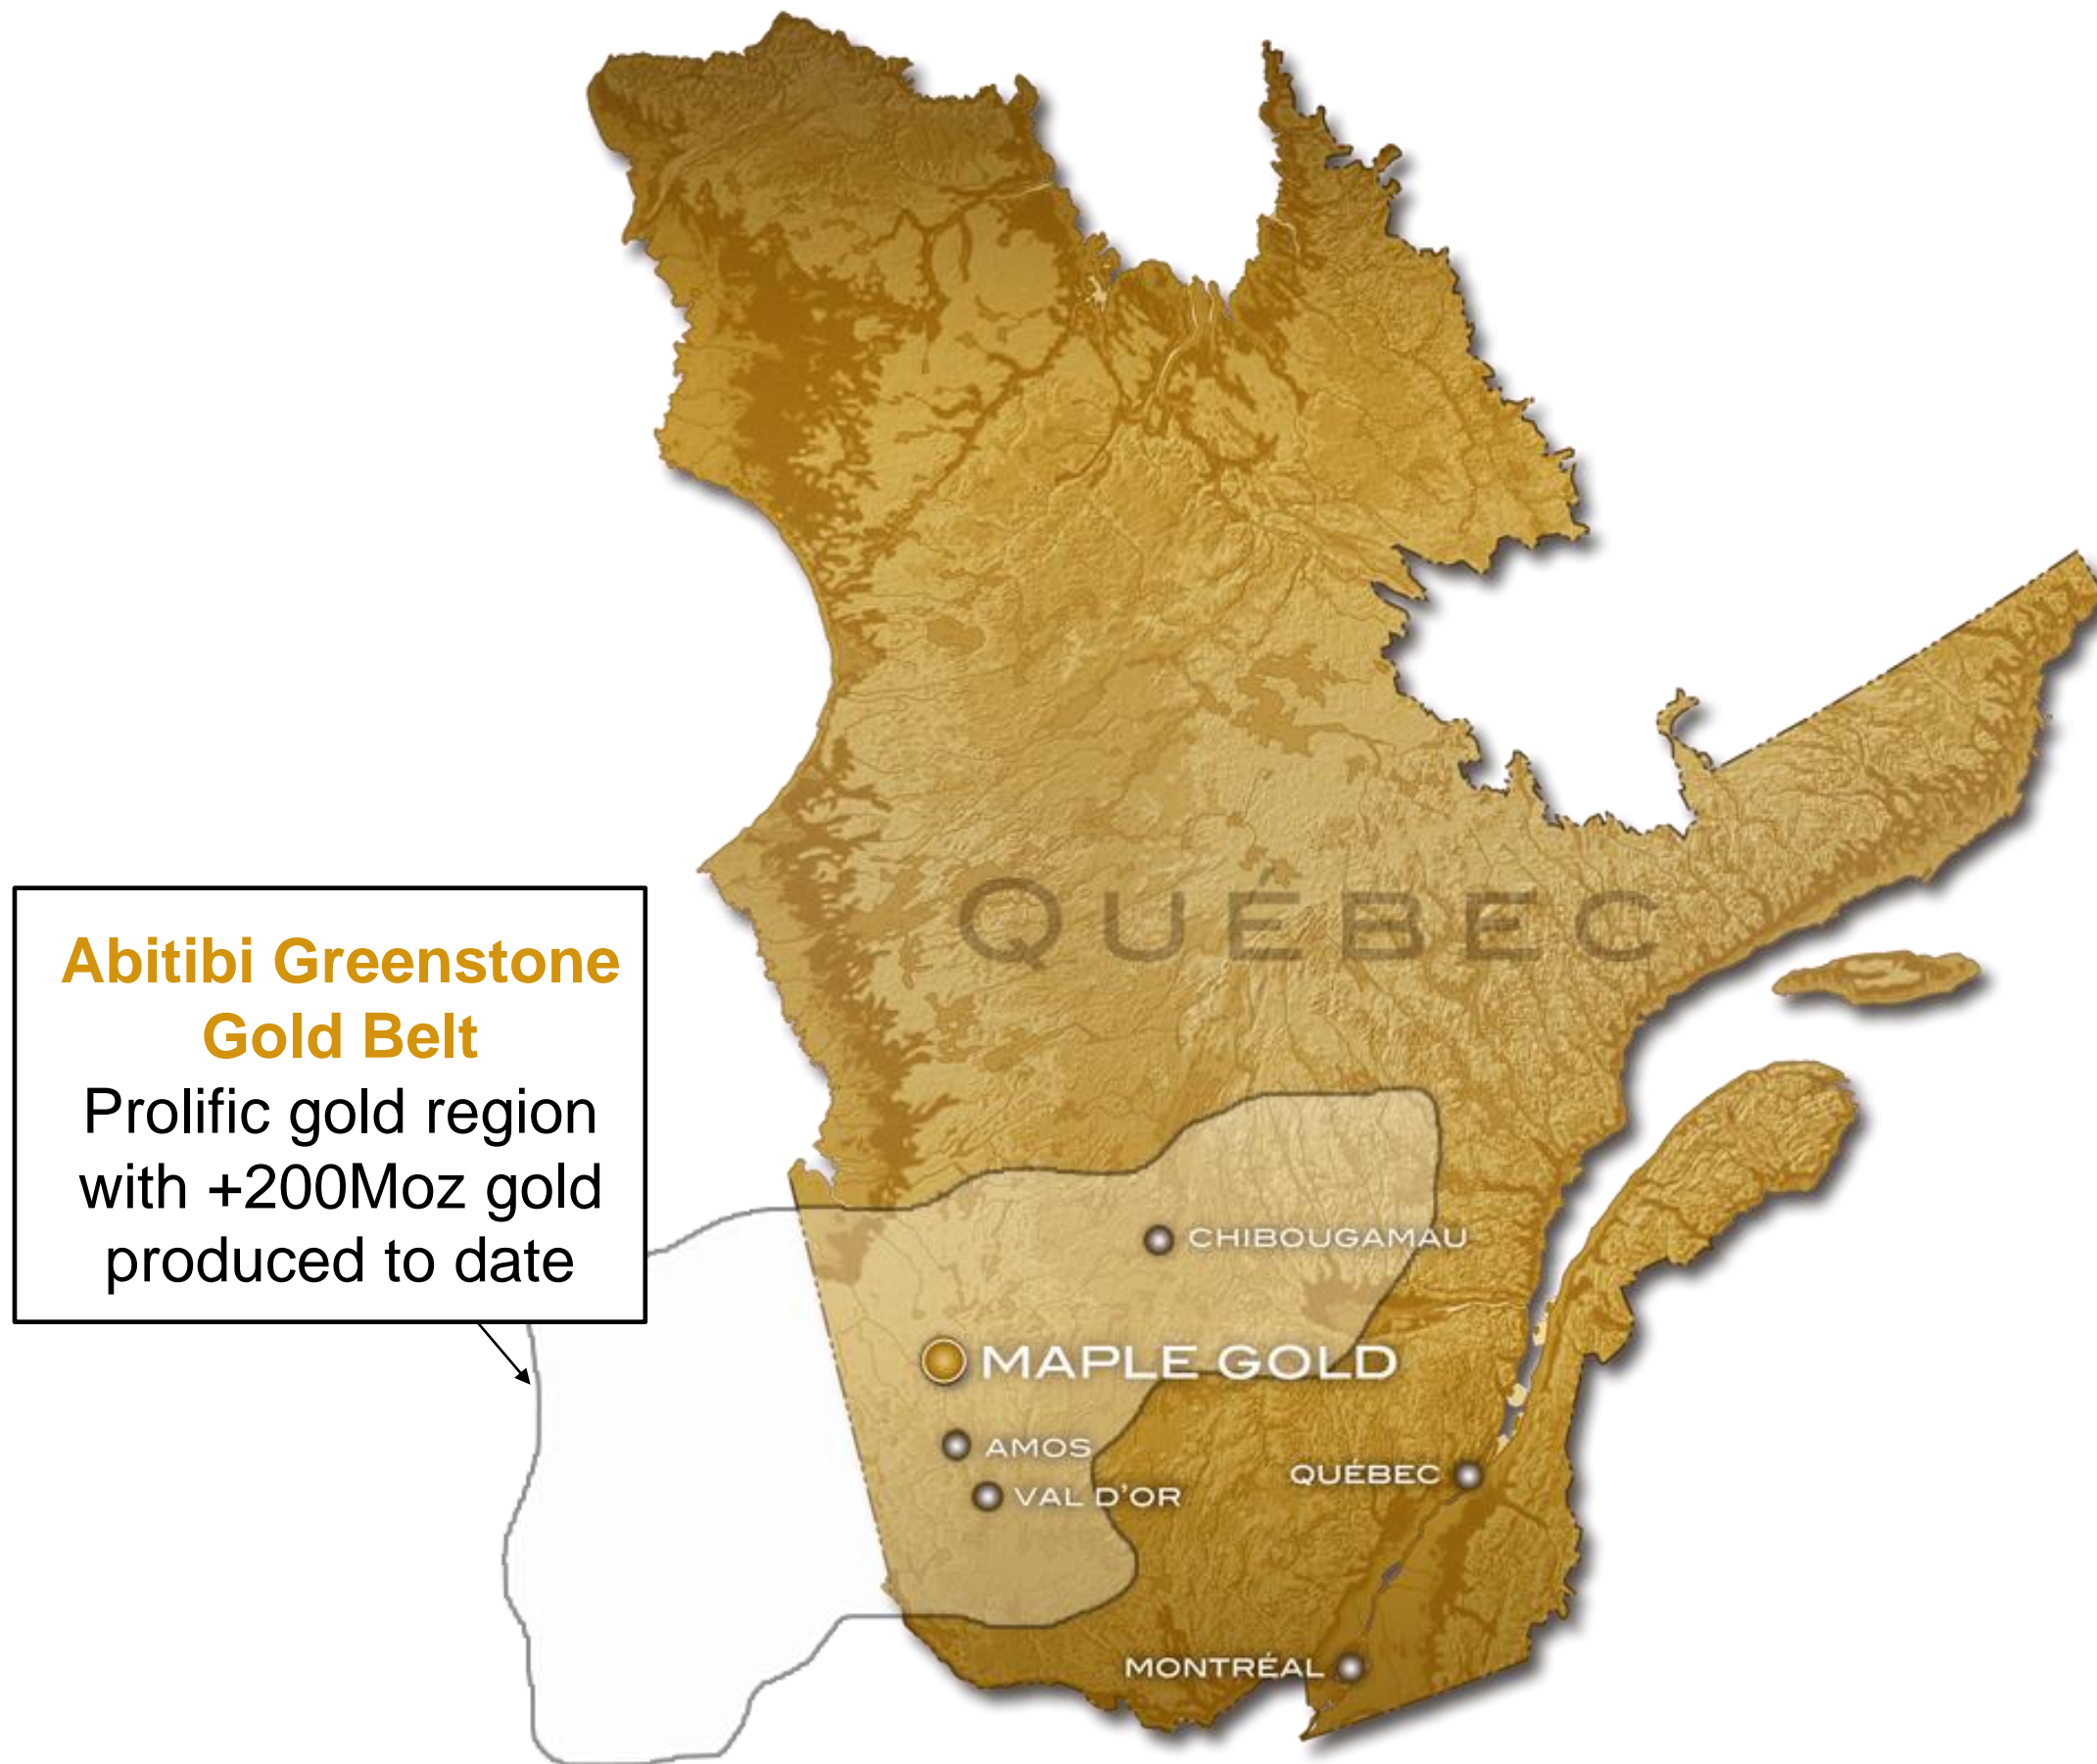 QUÉBEC
Abitibi Greenstone
Gold Belt
Prolific gold region
with +200Moz gold
produced to date
CHIBOUGAMAU
MAPLE GOLD
AMOS
VAL D'OR
QUÉBEC
MONTRÉAL